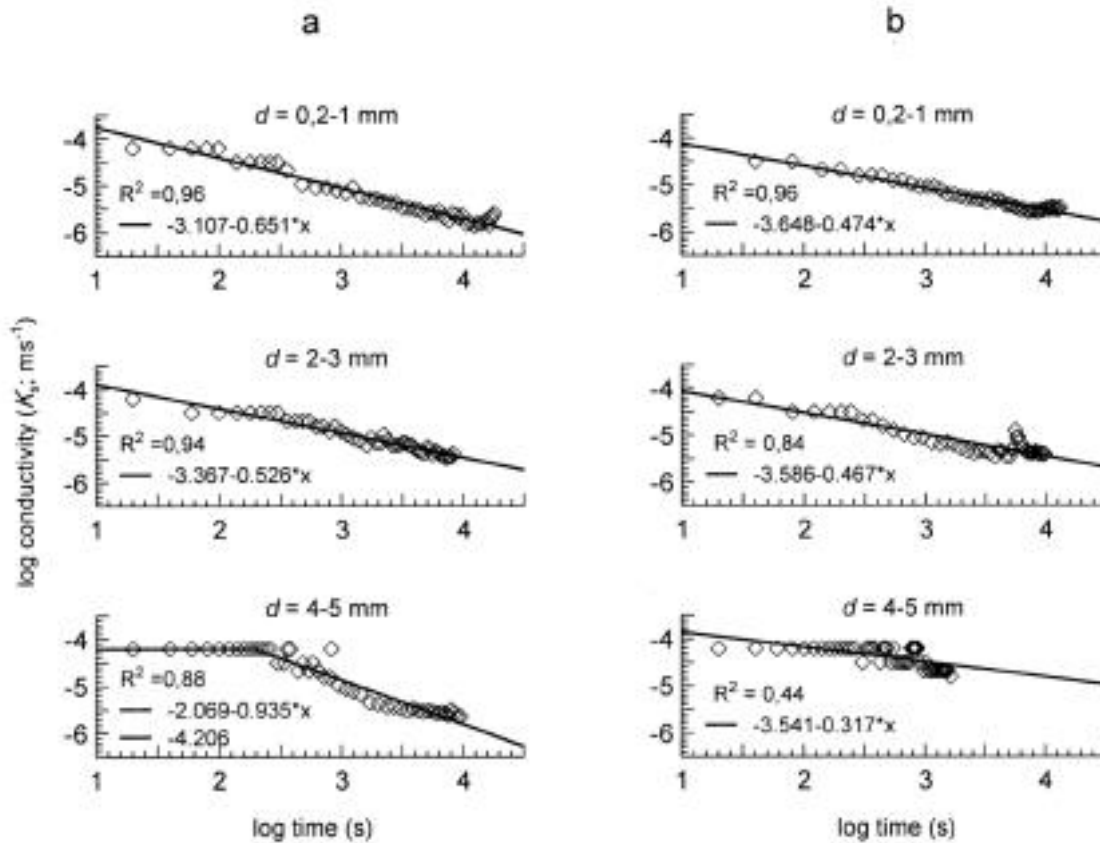 a
b
d = 0,2-1 mm
-4
-5
-6
R² =0,96
-3.107-0.651*x
1 2 3 4
d = 0,2-1 mm
-4
-5
-6
R² =0,96
-3.648-0.474*x
1 2 3 4
log conductivity (Ks; ms⁻¹)
d = 2-3 mm
-4
-5
-6
R² =0,94
-3.367-0.526*x
1 2 3 4
d = 2-3 mm
-4
-5
-6
R² = 0,84
-3.586-0.467*x
1 2 3 4
d = 4-5 mm
-4
-5
-6
R² =0,88
-2.069-0.935*x
-4.206
1 2 3 4
log time (s)
d = 4-5 mm
-4
-5
-6
R² = 0,44
-3.541-0.317*x
1 2 3 4
log time (s)